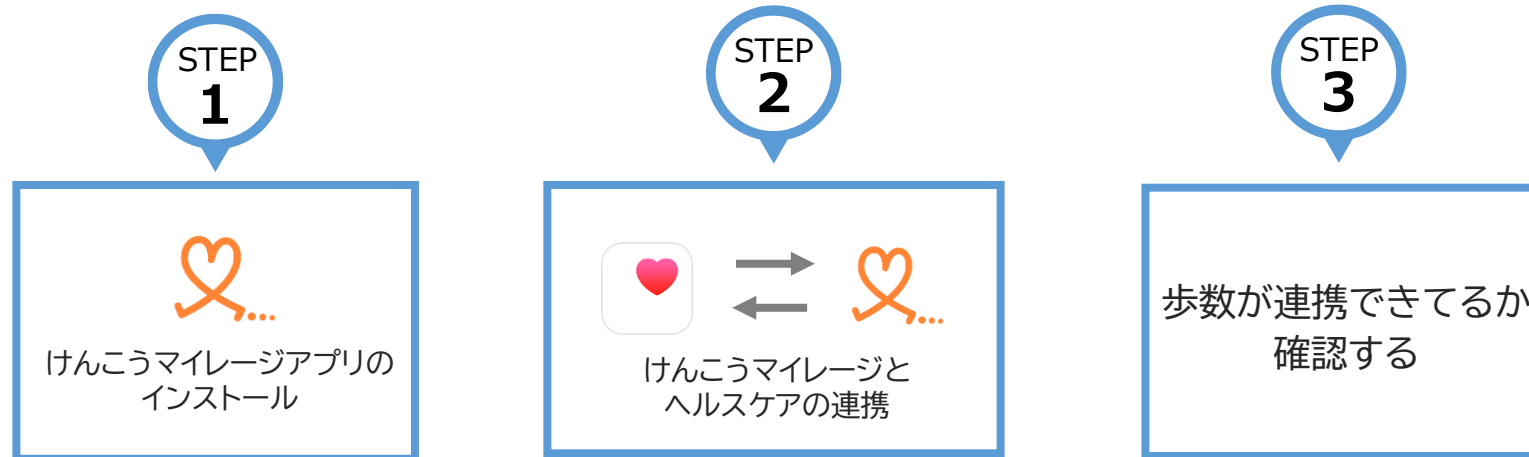 STEP
1
けんこうマイレージアプリの
インストール
STEP
2
けんこうマイレージと
ヘルスケアの連携
STEP
3
歩数が連携できてるか
確認する